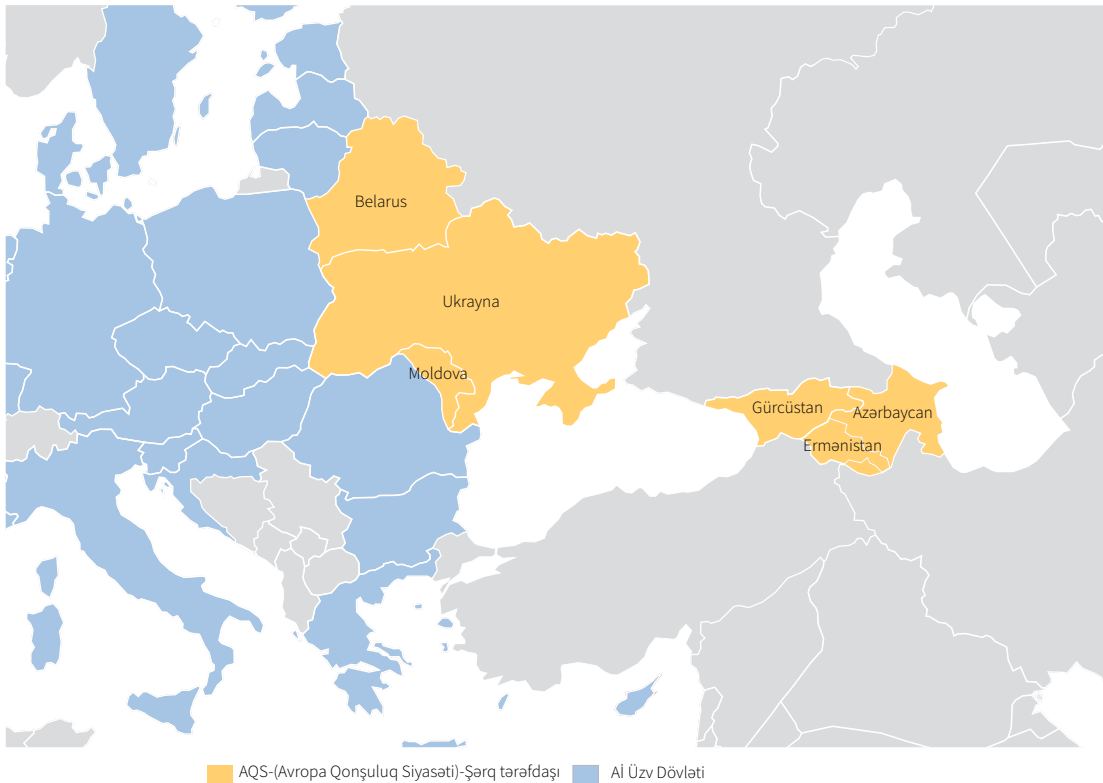 Belarus
Ukrayna
Moldova
Gürcüstan
Azərbaycan
Ermənistan
AQS-(Avropa Qonşuluq Siyasəti)-Şərq tərəfdaşı
Aİ Üzv Dövləti